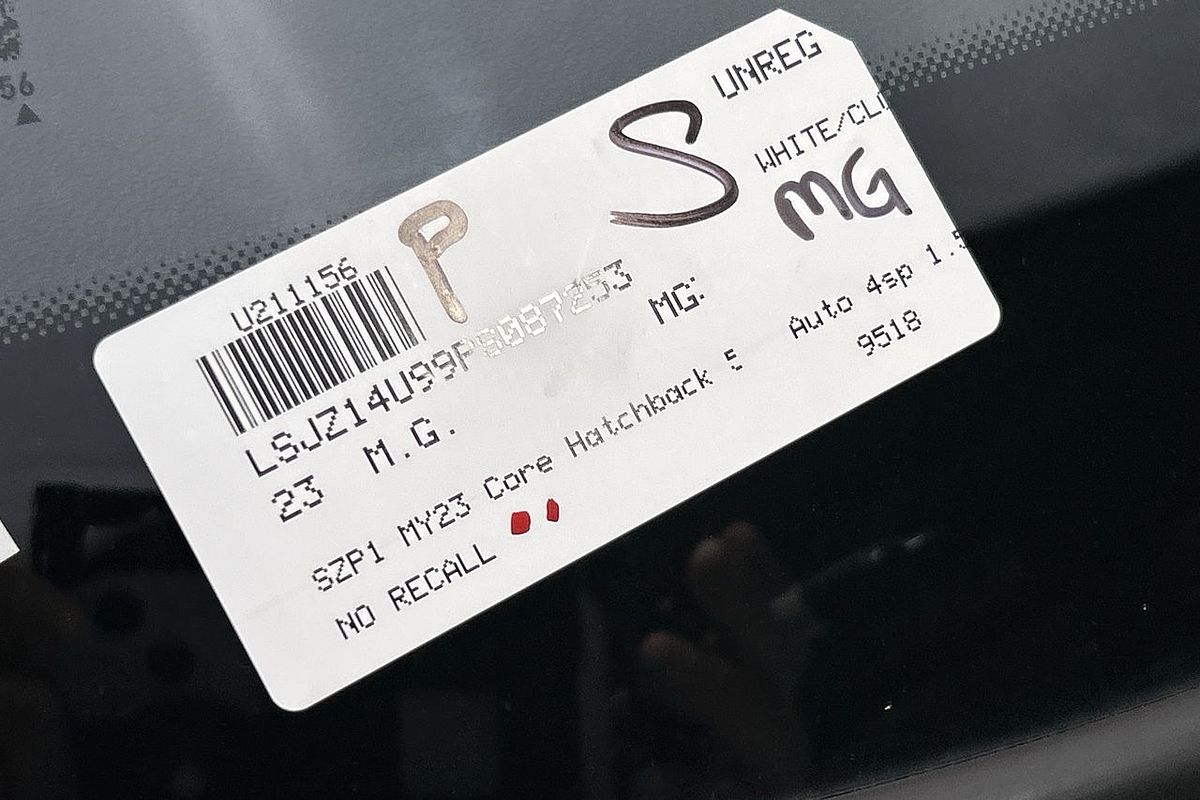 56
UNREG
S
WHITE/CL
MG
P
U211156
LSJZ14U99PS087253
MG:
23 M.G.
SZP1 MY23 Core Hatchback 5 Auto 4sp 1.5
NO RECALL
9518